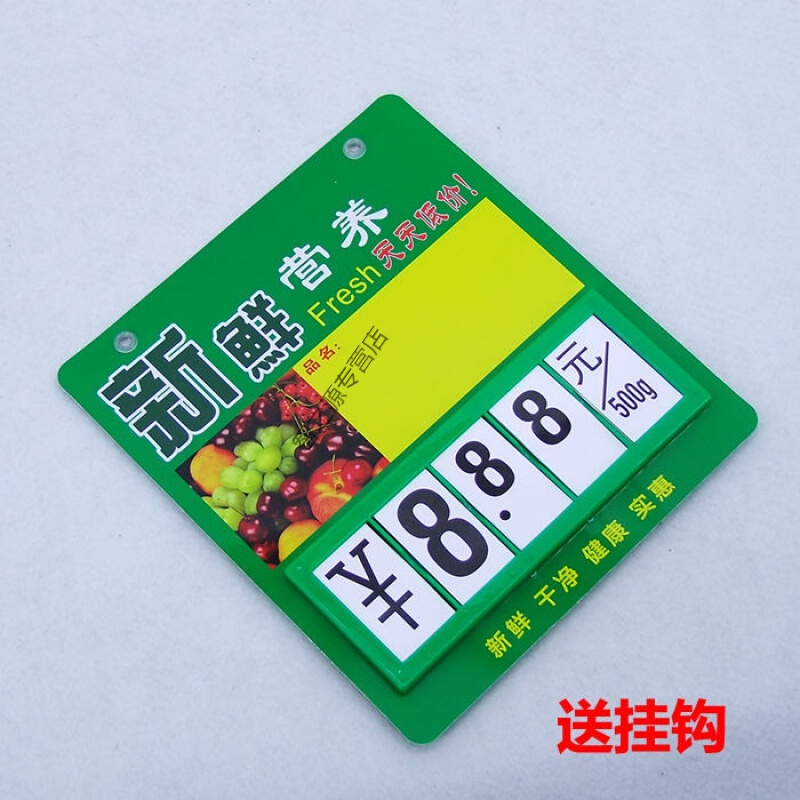 新鲜营养
Fresh天天低价!
品名:
原专营店
¥88.8元/500g
新鲜 干净 健康 实惠
送挂钩